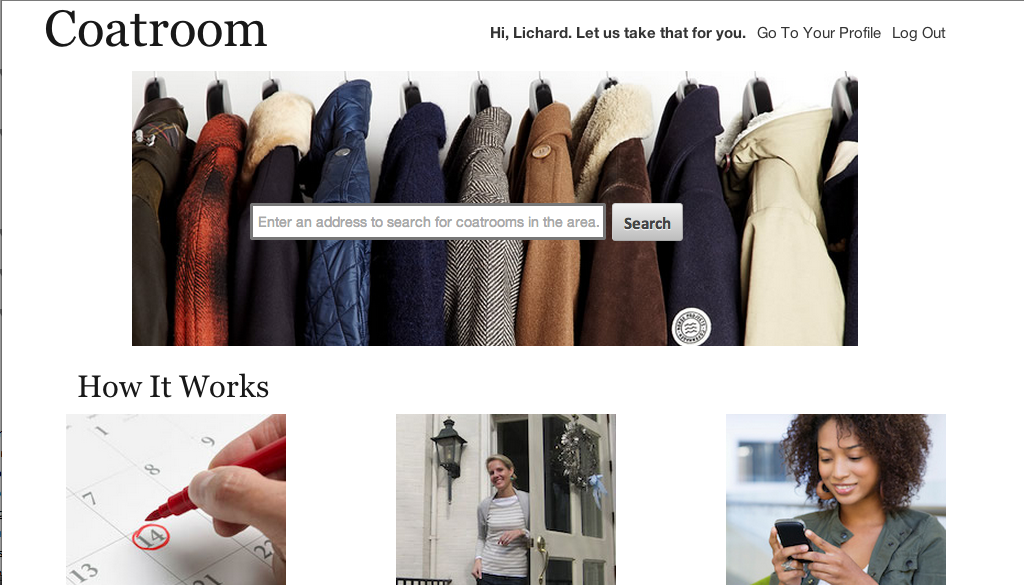 Coatroom
Hi, Lichard. Let us take that for you. Go To Your Profile Log Out
Enter an address to search for coatrooms in the area.
Search
How It Works
1
9
8
7
14
13
21
22